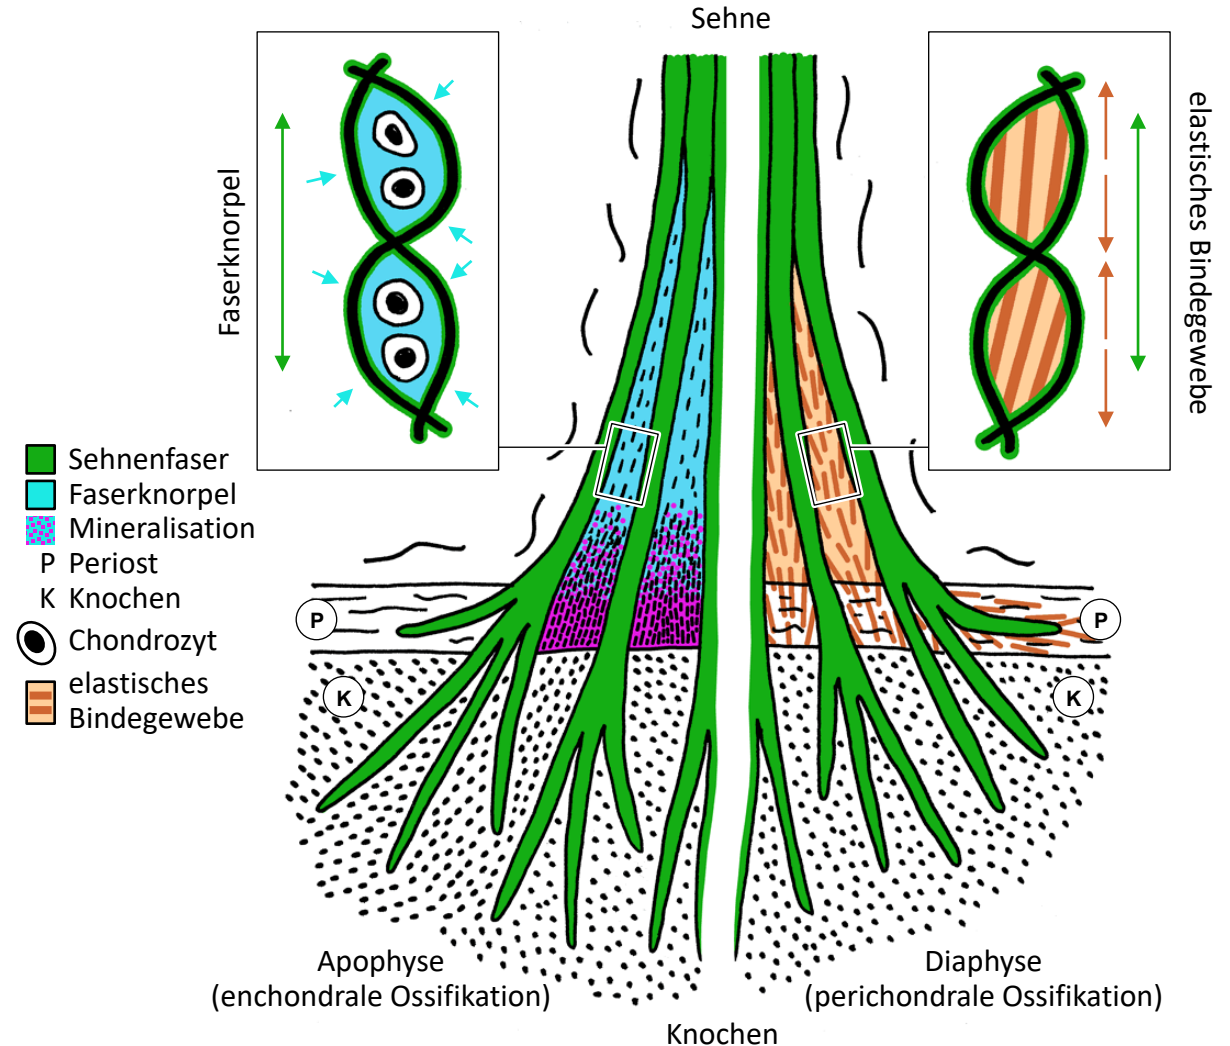 Sehne
Faserknorpel
elastisches Bindegewebe
Sehnenfaser
Faserknorpel
Mineralisation
P Periost
K Knochen
Chondrozyt
elastisches
Bindegewebe
P
P
K
K
Apophyse
(enchondrale Ossifikation)
Diaphyse
(perichondrale Ossifikation)
Knochen